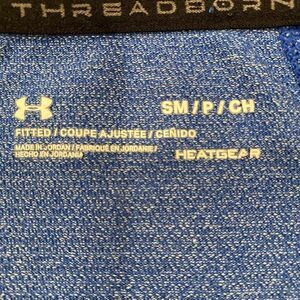 THREADBORN
SM / P / CH
FITTED / COUPE AJUSTÉE / CEÑIDO
MADE IN JORDAN / FABRIQUÉ EN JORDANIE /
HECHO EN JORDANIA
HEATGEAR